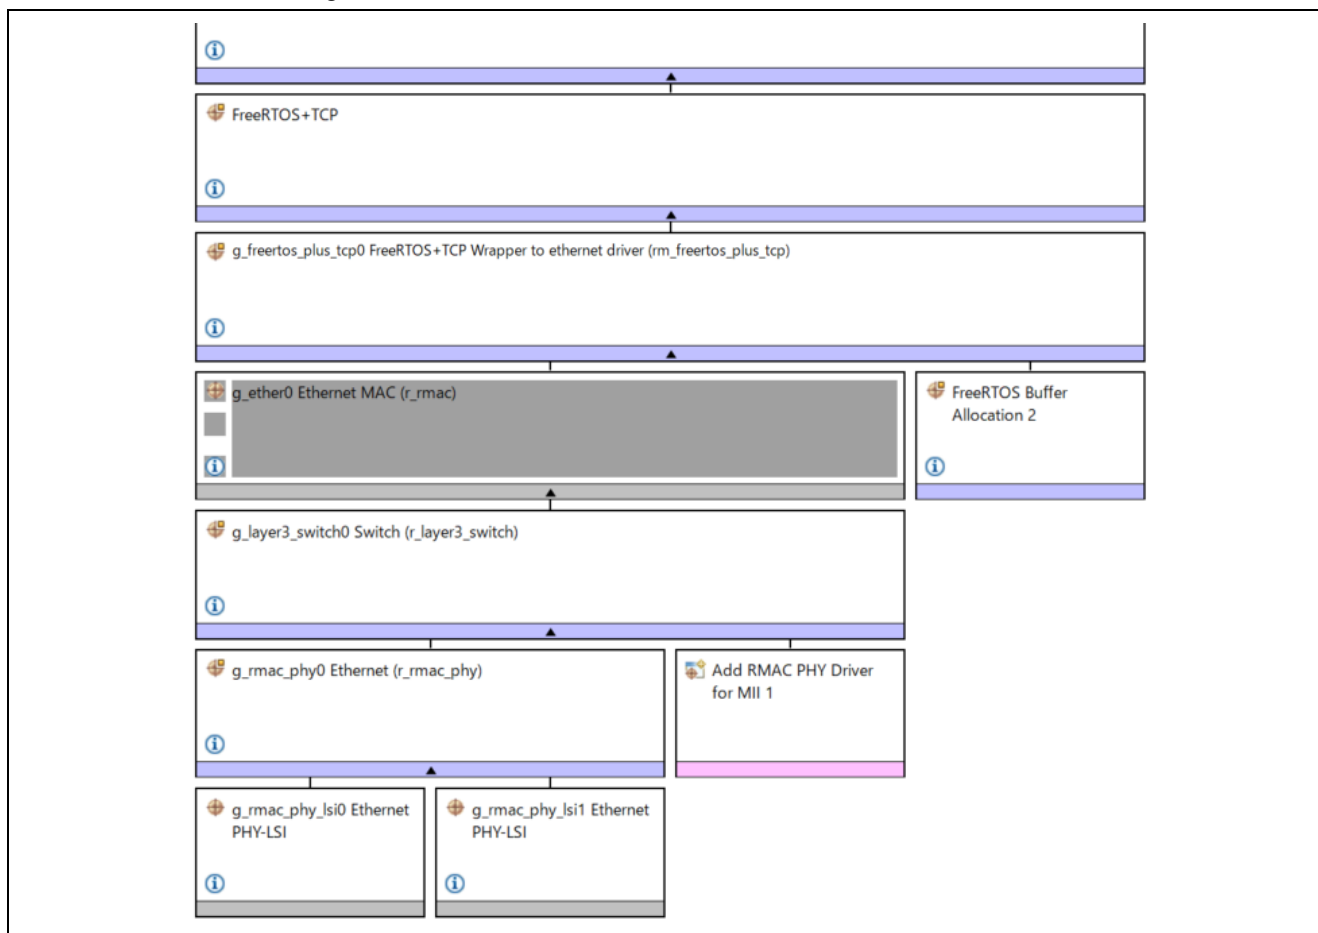 FreeRTOS+TCP
g_freertos_plus_tcp0 FreeRTOS+TCP Wrapper to ethernet driver (rm_freertos_plus_tcp)
g_ether0 Ethernet MAC (r_rmac)
FreeRTOS Buffer
Allocation 2
g_layer3_switch0 Switch (r_layer3_switch)
g_rmac_phy0 Ethernet (r_rmac_phy)
Add RMAC PHY Driver
for MII 1
g_rmac_phy_lsi0 Ethernet
PHY-LSI
g_rmac_phy_lsi1 Ethernet
PHY-LSI